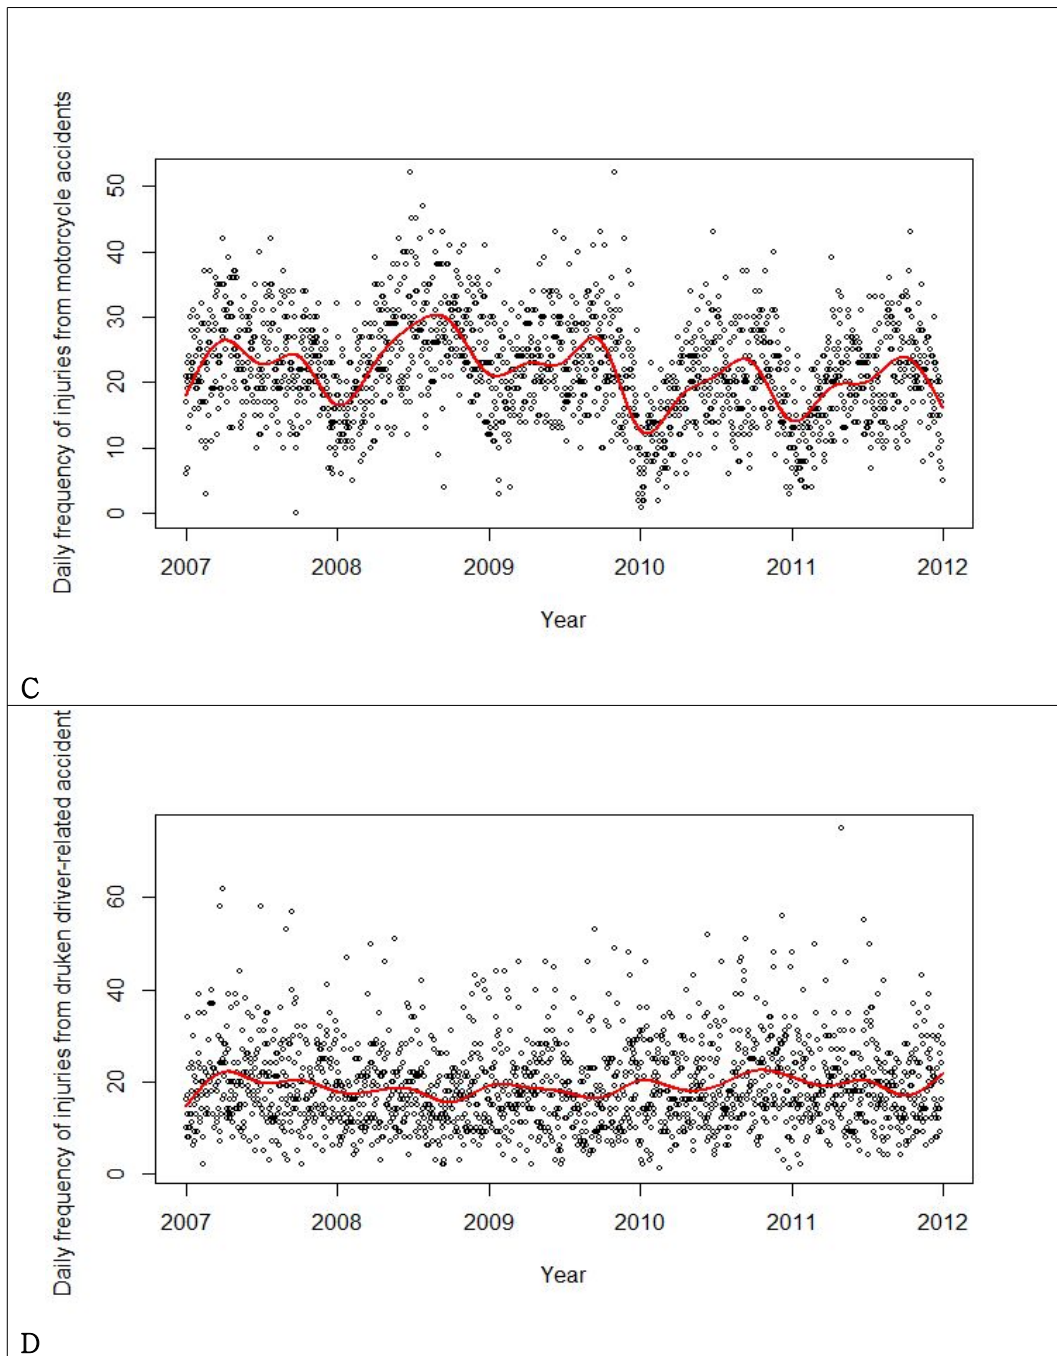 Daily frequency of injuries from motorcycle accidents
50
40
30
20
10
0
2007 2008 2009 2010 2011 2012
Year
C
Daily frequency of injuries from druken driver-related accident
60
40
20
0
2007 2008 2009 2010 2011 2012
Year
D